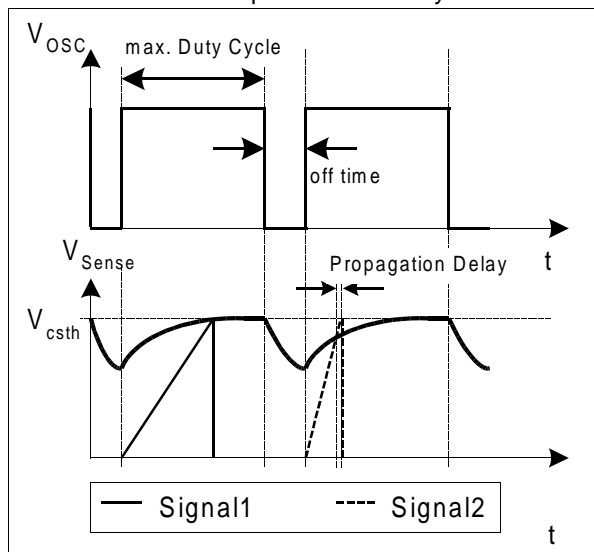 V OSC
max. Duty Cycle
off time
t
V Sense
Propagation Delay
V csth
Signal1
Signal2
t